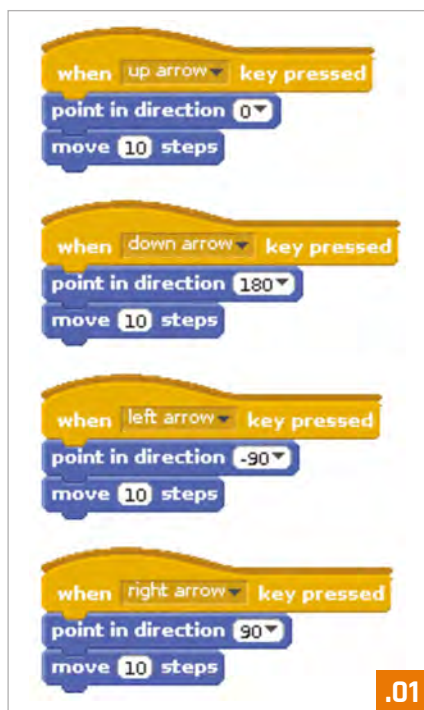 when up arrow key pressed
point in direction 0
move 10 steps
when down arrow key pressed
point in direction 180
move 10 steps
when left arrow key pressed
point in direction -90
move 10 steps
when right arrow key pressed
point in direction 90
move 10 steps
.01